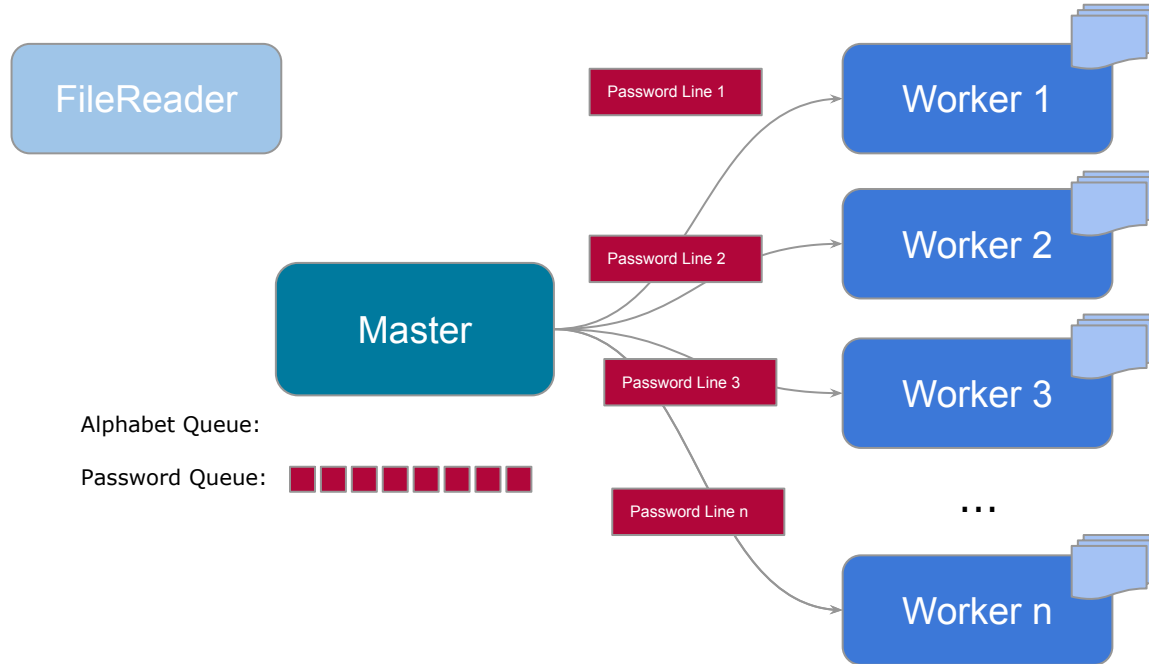 FileReader
Password Line 1
Worker 1
Password Line 2
Worker 2
Master
Password Line 3
Worker 3
Alphabet Queue:
Password Queue:
Password Line n
...
Worker n